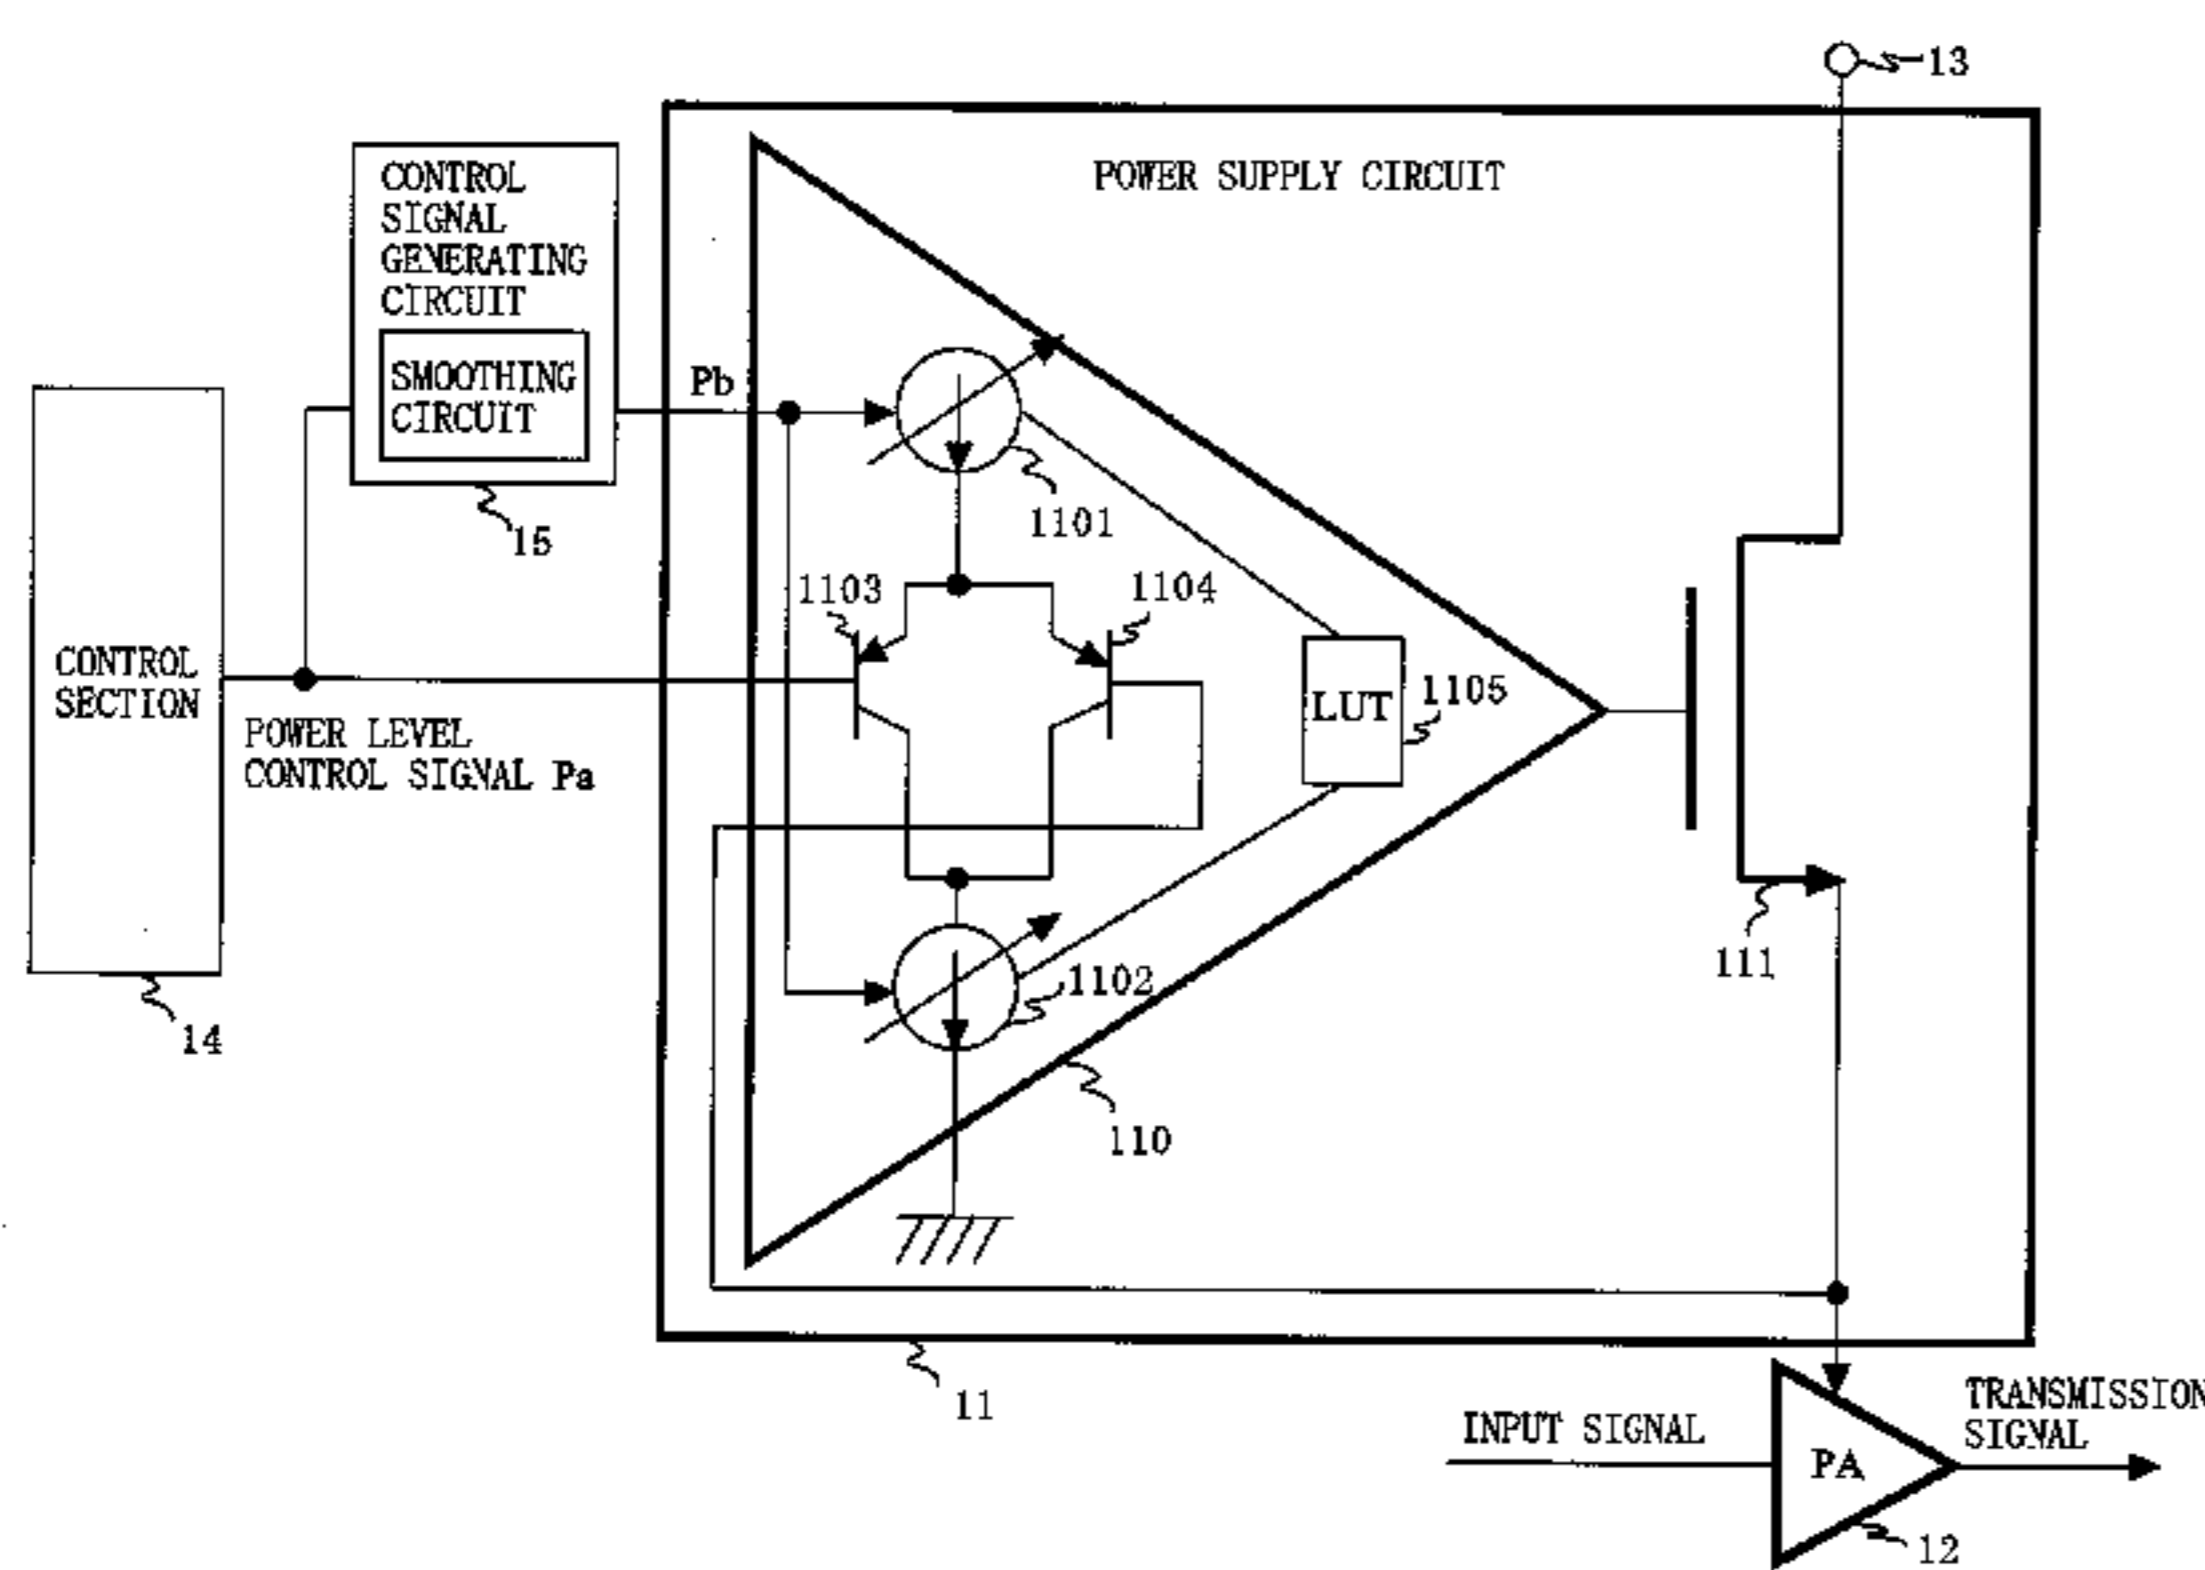 13
POWER SUPPLY CIRCUIT
CONTROL
SIGNAL
GENERATING
CIRCUIT
SMOOTHING
CIRCUIT
15
Pb
1101
1103
1104
LUT
1105
CONTROL
SECTION
14
POWER LEVEL
CONTROL SIGNAL Pa
1102
110
111
11
INPUT SIGNAL
PA
TRANSMISSION
SIGNAL
12